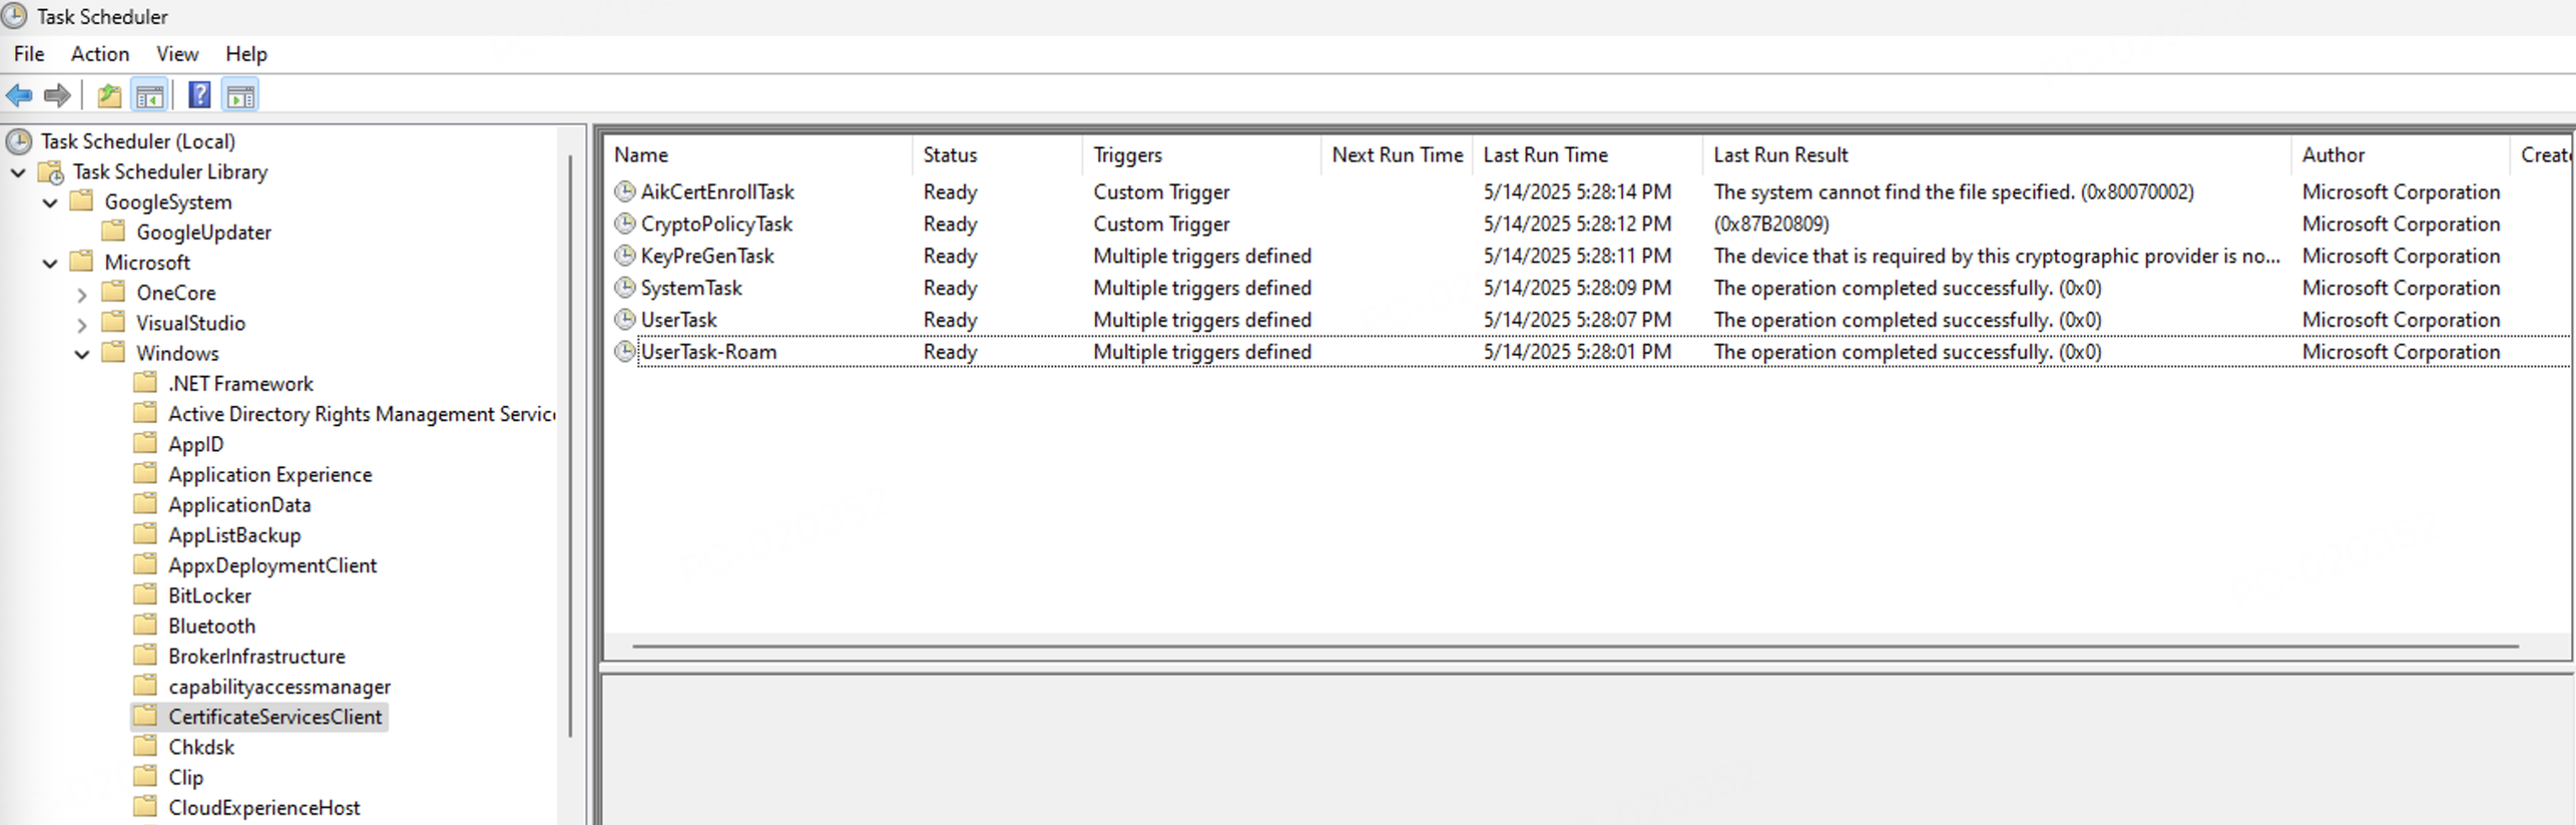 Task Scheduler
File Action View Help
Task Scheduler (Local)
Task Scheduler Library
GoogleSystem
GoogleUpdater
Microsoft
OneCore
VisualStudio
Windows
.NET Framework
Active Directory Rights Management Servic
AppID
Application Experience
ApplicationData
AppListBackup
AppxDeploymentClient
BitLocker
Bluetooth
BrokerInfrastructure
capabilityaccessmanager
CertificateServicesClient
Chkdsk
Clip
CloudExperienceHost
Name Status Triggers Next Run Time Last Run Time Last Run Result Author Create
AikCertEnrollTask Ready Custom Trigger 5/14/2025 5:28:14 PM The system cannot find the file specified. (0x80070002) Microsoft Corporation
CryptoPolicyTask Ready Custom Trigger 5/14/2025 5:28:12 PM (0x87B20809) Microsoft Corporation
KeyPreGenTask Ready Multiple triggers defined 5/14/2025 5:28:11 PM The device that is required by this cryptographic provider is no... Microsoft Corporation
SystemTask Ready Multiple triggers defined 5/14/2025 5:28:09 PM The operation completed successfully. (0x0) Microsoft Corporation
UserTask Ready Multiple triggers defined 5/14/2025 5:28:07 PM The operation completed successfully. (0x0) Microsoft Corporation
UserTask-Roam Ready Multiple triggers defined 5/14/2025 5:28:01 PM The operation completed successfully. (0x0) Microsoft Corporation